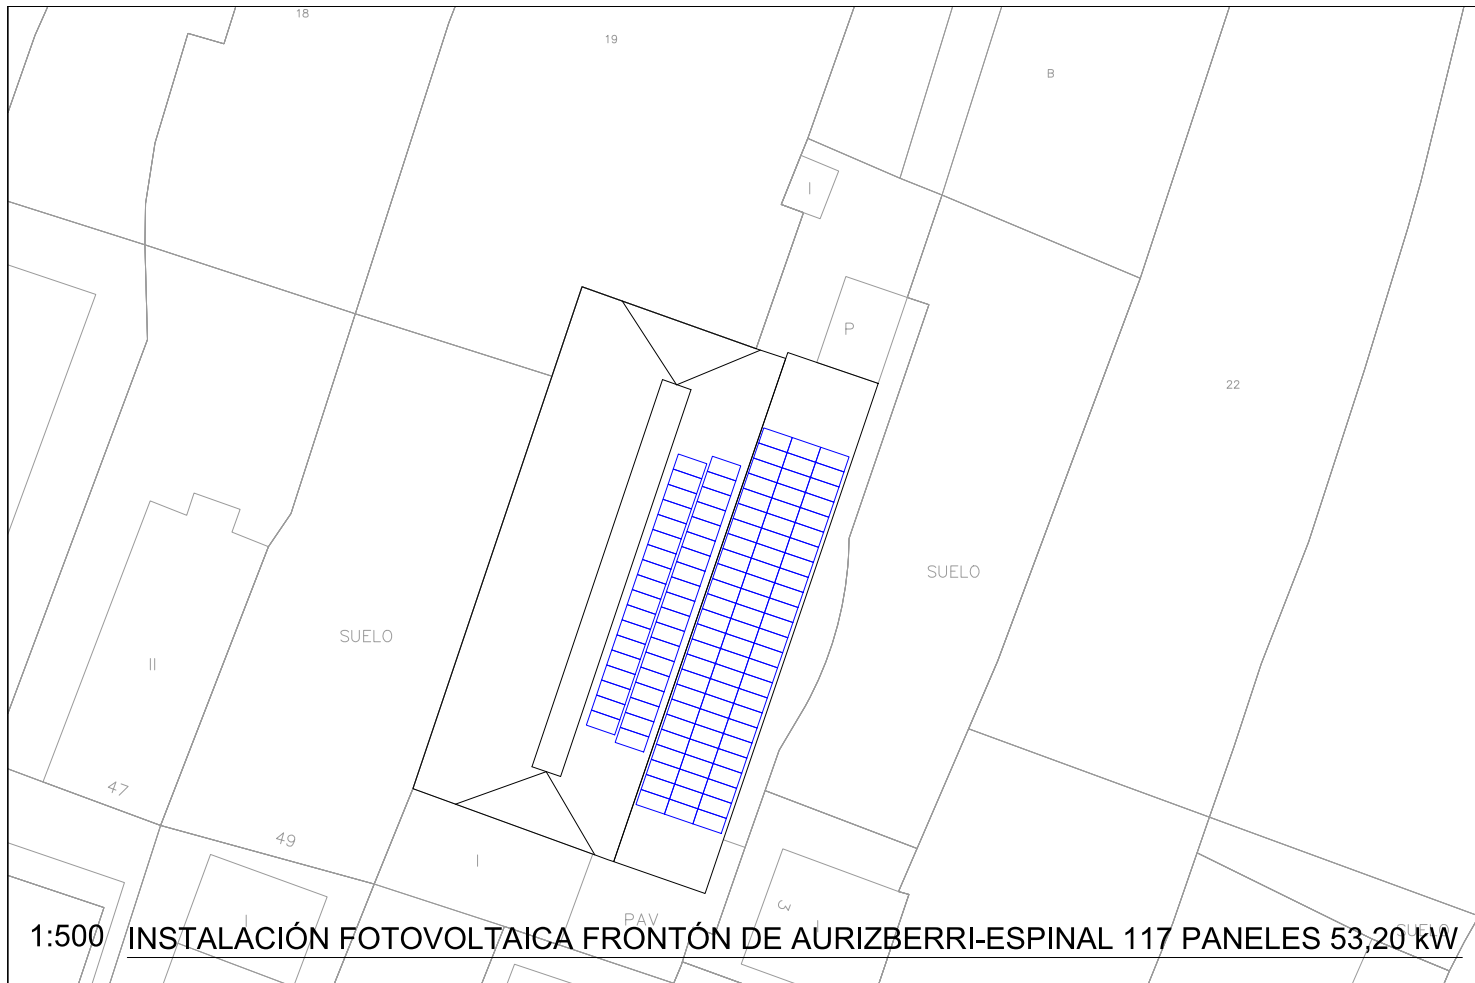 18
19
B
I
P
22
SUELO
SUELO
II
47
49
I
I
3
I
PAV
SUELO
1:500 INSTALACIÓN FOTOVOLTAICA FRONTÓN DE AURIZBERRI-ESPINAL 117 PANELES 53,20 kW